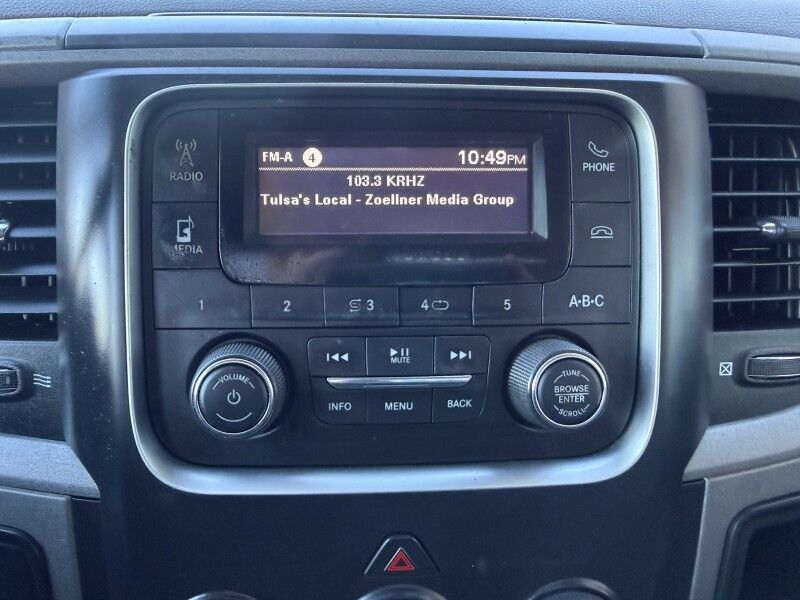 FM-A 4 10:49PM
103.3 KRHZ
Tulsa's Local - Zoellner Media Group
RADIO
MEDIA
PHONE
1 2 3 4 5 A·B·C
VOLUME
MUTE
INFO MENU BACK
TUNE
BROWSE
ENTER
SCROLL